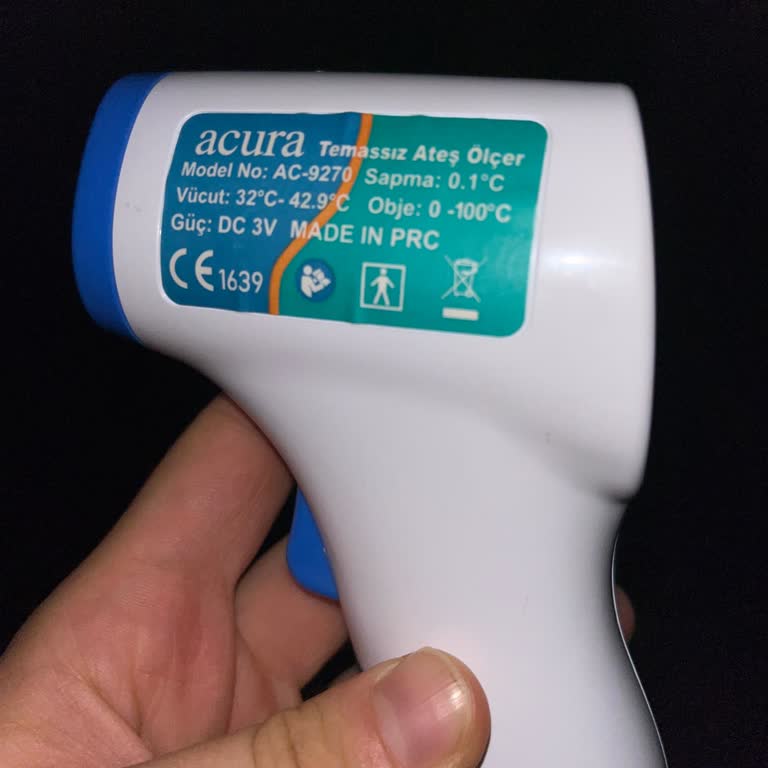 acura Temassız Ateş Ölçer
Model No: AC-9270 Sapma: 0.1°C
Vücut: 32°C- 42.9°C Obje: 0 -100°C
Güç: DC 3V MADE IN PRC
CE 1639